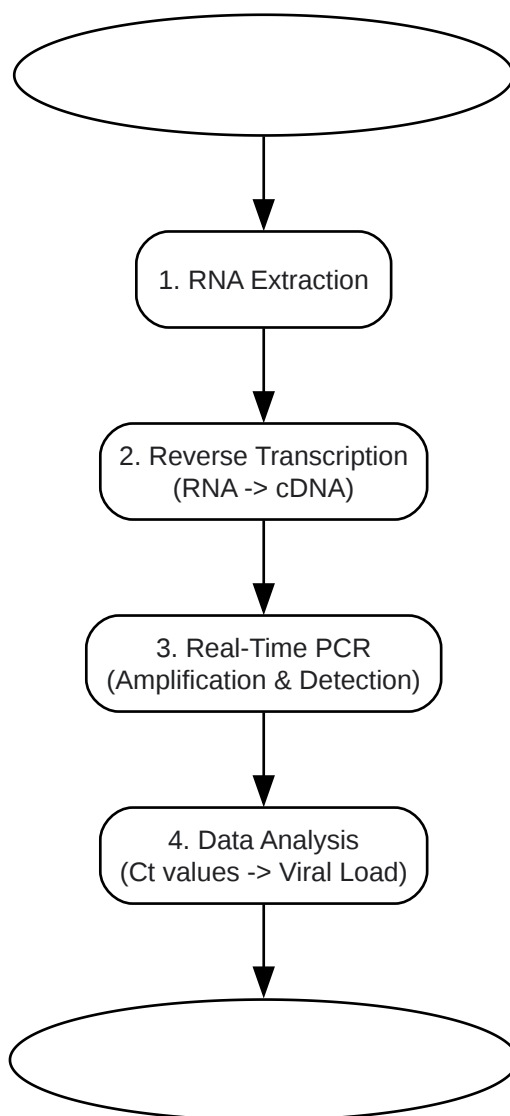 1. RNA Extraction
2. Reverse Transcription
(RNA -> cDNA)
3. Real-Time PCR
(Amplification & Detection)
4. Data Analysis
(Ct values -> Viral Load)